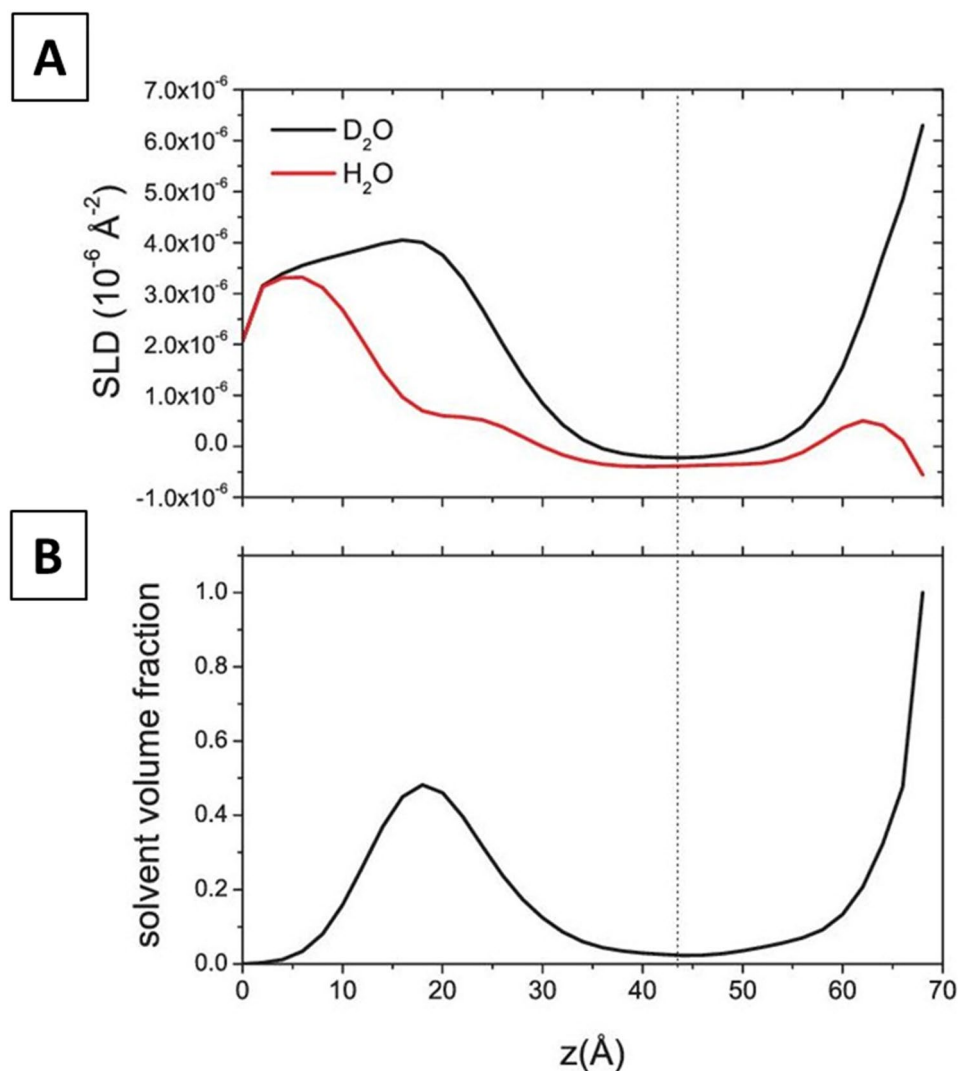 A
7.0x10⁻⁶
6.0x10⁻⁶
5.0x10⁻⁶
4.0x10⁻⁶
3.0x10⁻⁶
2.0x10⁻⁶
1.0x10⁻⁶
0.0
-1.0x10⁻⁶
SLD (10⁻⁶ Å⁻²)
D₂O
H₂O
B
1.0
0.8
0.6
0.4
0.2
0.0
solvent volume fraction
0 10 20 30 40 50 60 70
z(Å)